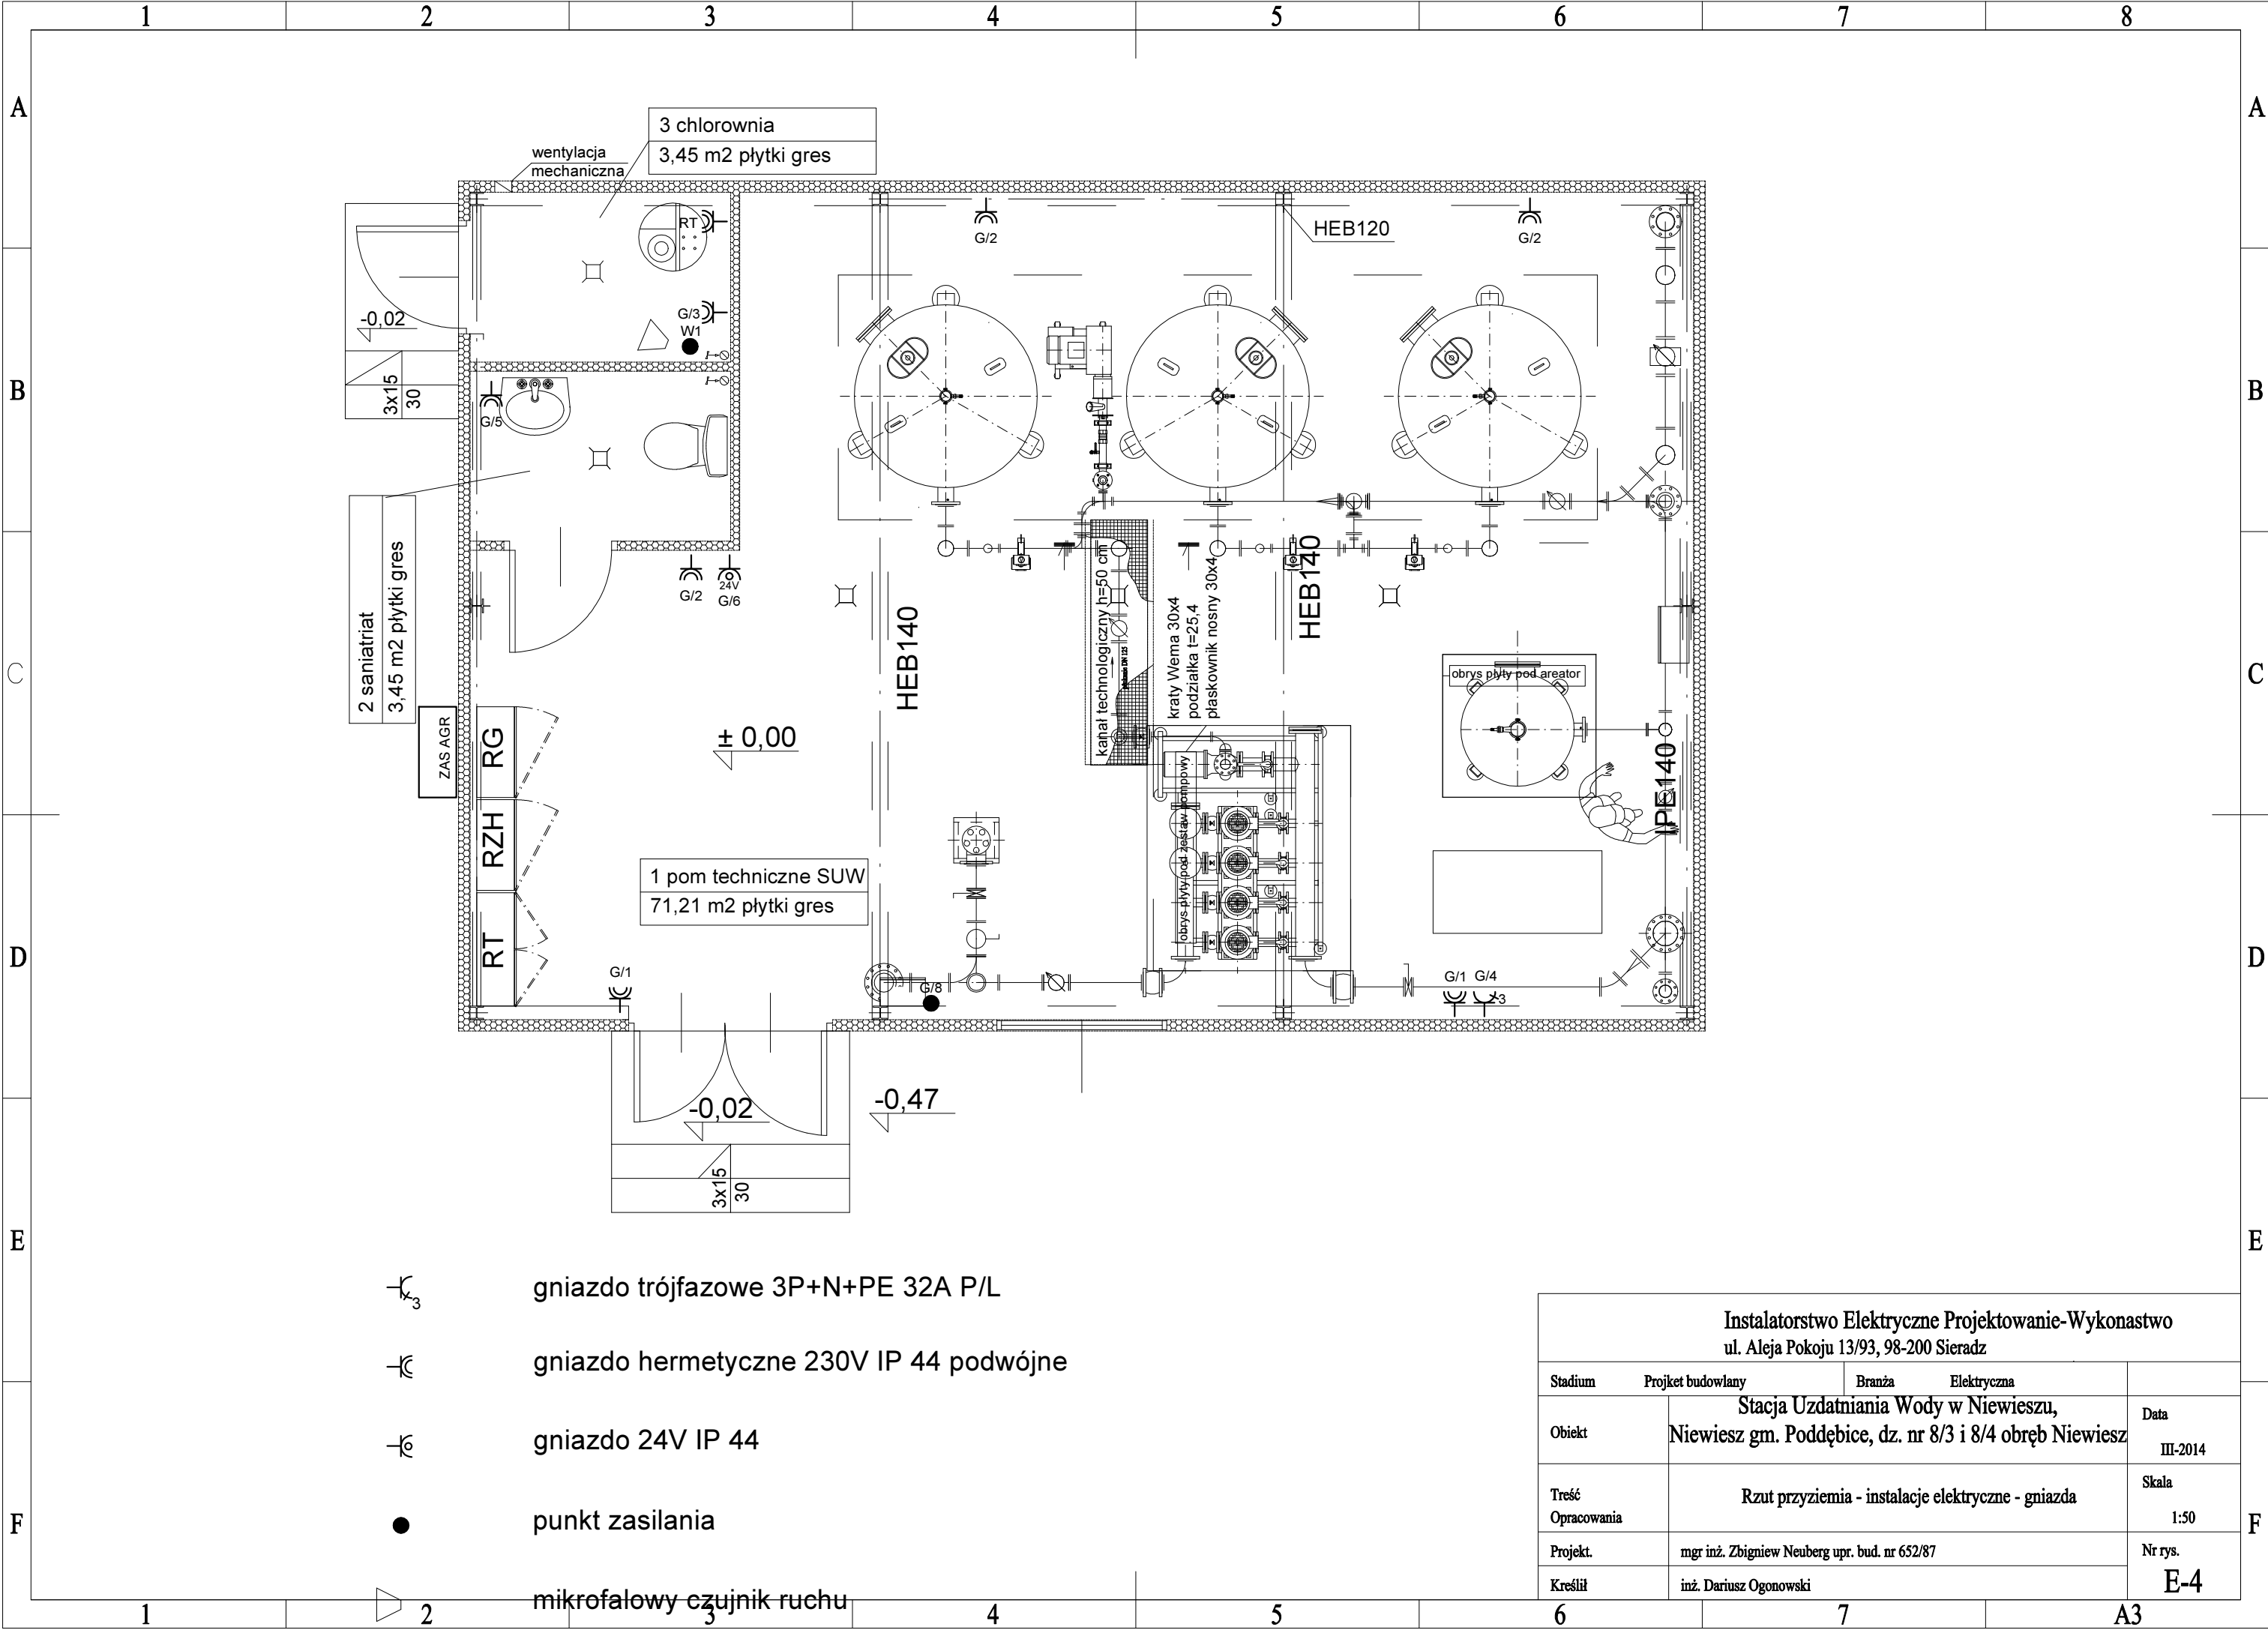 1 2 3 4 5 6 7 8
A A
B B
C C
D D
E E
F F
3 chlorownia
3,45 m2 płytki gres
wentylacja
mechaniczna
RT
G/3
W1
G/2
HEB120
G/2
-0,02
3x15
30
G/5
2 saniatriat
3,45 m2 płytki gres
G/2
24V
G/6
HEB140
kanał technologiczny h=50 cm
kraty Wema 30x4
podziałka t=25,4
płaskownik nosny 30x4
HEB140
obrys płyty pod areator
IPE140
ZAS AGR
RG
RZH
RT
± 0,00
1 pom techniczne SUW
71,21 m2 płytki gres
obrys płyty pod zestaw pompowy
G/1
G/8
G/1 G/4
3
-0,02
-0,47
3x15
30
3
gniazdo trójfazowe 3P+N+PE 32A P/L
gniazdo hermetyczne 230V IP 44 podwójne
gniazdo 24V IP 44
punkt zasilania
mikrofalowy czujnik ruchu
Instalatorstwo Elektryczne Projektowanie-Wykonastwo
ul. Aleja Pokoju 13/93, 98-200 Sieradz
Stadium Projket budowlany Branża Elektryczna
Obiekt
Stacja Uzdatniania Wody w Niewieszu,
Niewiesz gm. Poddębice, dz. nr 8/3 i 8/4 obręb Niewiesz
Data
III-2014
Treść
Opracowania
Rzut przyziemia - instalacje elektryczne - gniazda
Skala
1:50
Projekt. mgr inż. Zbigniew Neuberg upr. bud. nr 652/87
Kreślił inż. Dariusz Ogonowski
Nr rys.
E-4
1 2 3 4 5 6 7 A3